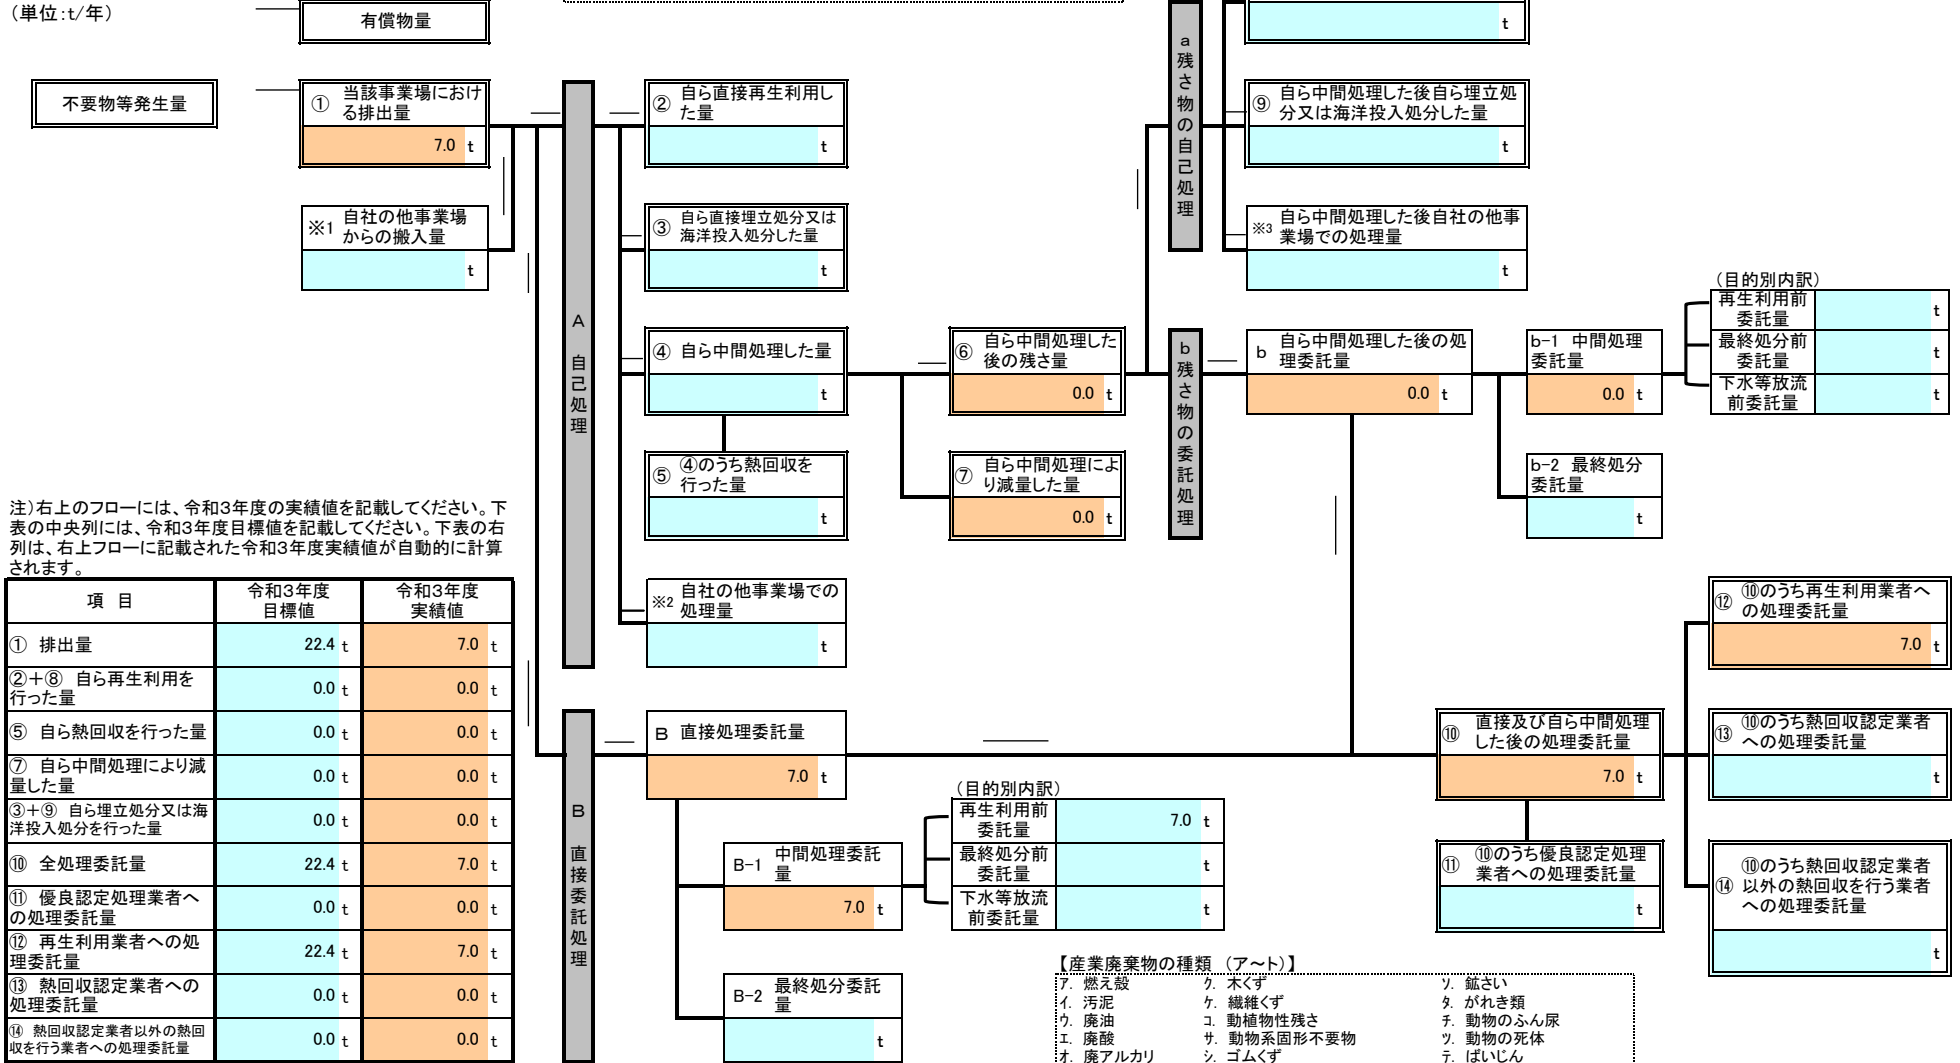 (単位:t/年)
有償物量
t
不要物等発生量
① 当該事業場におけ
る排出量
7.0 t
※1 自社の他事業場
からの搬入量
t
A 自己処理
② 自ら直接再生利用し
た量
t
③ 自ら直接埋立処分又は
海洋投入処分した量
t
④ 自ら中間処理した量
t
⑤ ④のうち熱回収を
行った量
t
※2 自社の他事業場での
処理量
t
⑥ 自ら中間処理した
後の残さ量
0.0 t
⑦ 自ら中間処理によ
り減量した量
0.0 t
a 残さ物の自己処理
⑨ 自ら中間処理した後自ら埋立処
分又は海洋投入処分した量
t
※3 自ら中間処理した後自社の他事
業場での処理量
t
b 残さ物の委託処理
b 自ら中間処理した後の処
理委託量
0.0 t
b-1 中間処理
委託量
0.0 t
b-2 最終処分
委託量
t
(目的別内訳)
再生利用前
委託量 t
最終処分前
委託量 t
下水等放流
前委託量 t
注)右上のフローには、令和3年度の実績値を記載してください。下
表の中央列には、令和3年度目標値を記載してください。下表の右
列は、右上フローに記載された令和3年度実績値が自動的に計算
されます。
項 目 令和3年度
目標値 令和3年度
実績値
① 排出量 22.4 t 7.0 t
②+⑧ 自ら再生利用を
行った量 0.0 t 0.0 t
⑤ 自ら熱回収を行った量 0.0 t 0.0 t
⑦ 自ら中間処理により減
量した量 0.0 t 0.0 t
③+⑨ 自ら埋立処分又は海
洋投入処分を行った量 0.0 t 0.0 t
⑩ 全処理委託量 22.4 t 7.0 t
⑪ 優良認定処理業者へ
の処理委託量 0.0 t 0.0 t
⑫ 再生利用業者への処
理委託量 22.4 t 7.0 t
⑬ 熱回収認定業者への
処理委託量 0.0 t 0.0 t
⑭ 熱回収認定業者以外の熱回
収を行う業者への処理委託量 0.0 t 0.0 t
B 直接委託処理
B 直接処理委託量
7.0 t
B-1 中間処理委託
量
7.0 t
B-2 最終処分委託
量
t
(目的別内訳)
再生利用前
委託量 7.0 t
最終処分前
委託量 t
下水等放流
前委託量 t
⑩ 直接及び自ら中間処理
した後の処理委託量
7.0 t
⑪ ⑩のうち優良認定処理
業者への処理委託量
t
⑫ ⑩のうち再生利用業者へ
の処理委託量
7.0 t
⑬ ⑩のうち熱回収認定業者
への処理委託量
t
⑭ ⑩のうち熱回収認定業者
以外の熱回収を行う業者
への処理委託量
t
【産業廃棄物の種類 (ア〜ト)】
ア. 燃え殻 ク. 木くず ソ. 鉱さい
イ. 汚泥 ケ. 繊維くず タ. がれき類
ウ. 廃油 コ. 動植物性残さ チ. 動物のふん尿
エ. 廃酸 サ. 動物系固形不要物 ツ. 動物の死体
オ. 廃アルカリ シ. ゴムくず テ. ばいじん